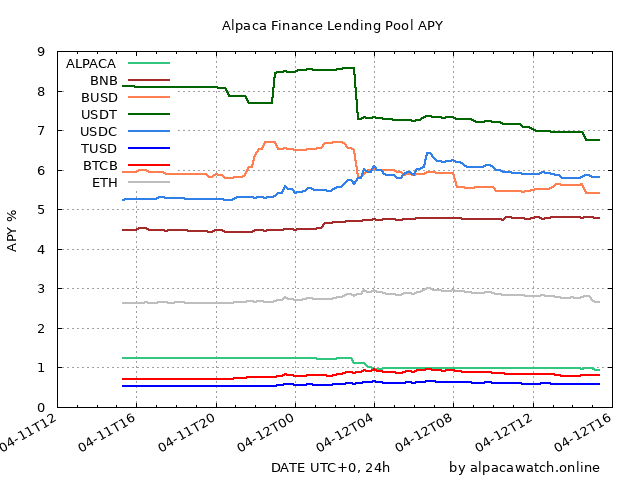 Alpaca Finance Lending Pool APY
9
8
7
6
5
4
3
2
1
0
APY %
ALPACA
BNB
BUSD
USDT
USDC
TUSD
BTCB
ETH
04-11T12
04-11T16
04-11T20
04-12T00
04-12T04
04-12T08
04-12T12
04-12T16
DATE UTC+0, 24h
by alpacawatch.online